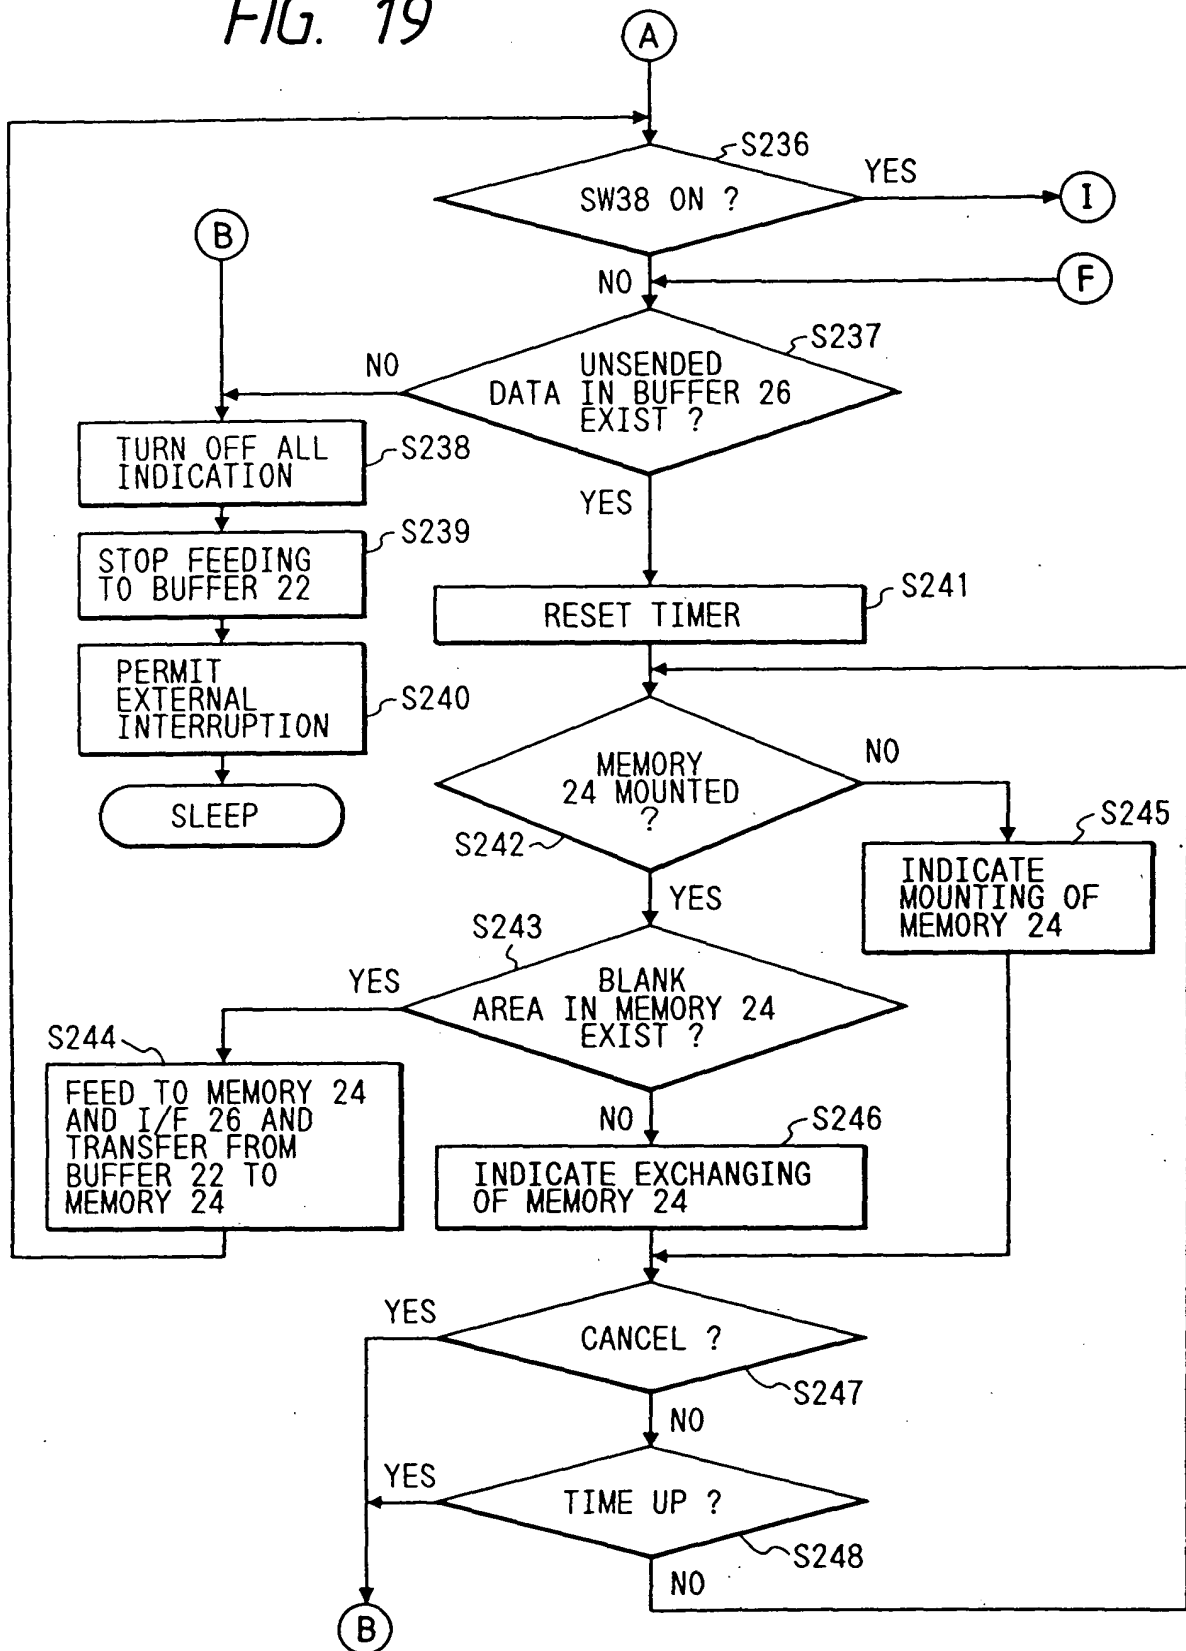 FIG. 19
A
S236
SW38 ON ?
YES
I
B
NO
F
S237
UNSENDED
DATA IN BUFFER 26
EXIST ?
NO
YES
TURN OFF ALL
INDICATION
S238
STOP FEEDING
TO BUFFER 22
S239
PERMIT
EXTERNAL
INTERRUPTION
S240
SLEEP
RESET TIMER
S241
MEMORY
24 MOUNTED
?
S242
NO
YES
S245
INDICATE
MOUNTING OF
MEMORY 24
S243
BLANK
AREA IN MEMORY 24
EXIST ?
YES
NO
S244
FEED TO MEMORY 24
AND I/F 26 AND
TRANSFER FROM
BUFFER 22 TO
MEMORY 24
S246
INDICATE EXCHANGING
OF MEMORY 24
CANCEL ?
YES
S247
NO
TIME UP ?
YES
S248
NO
B